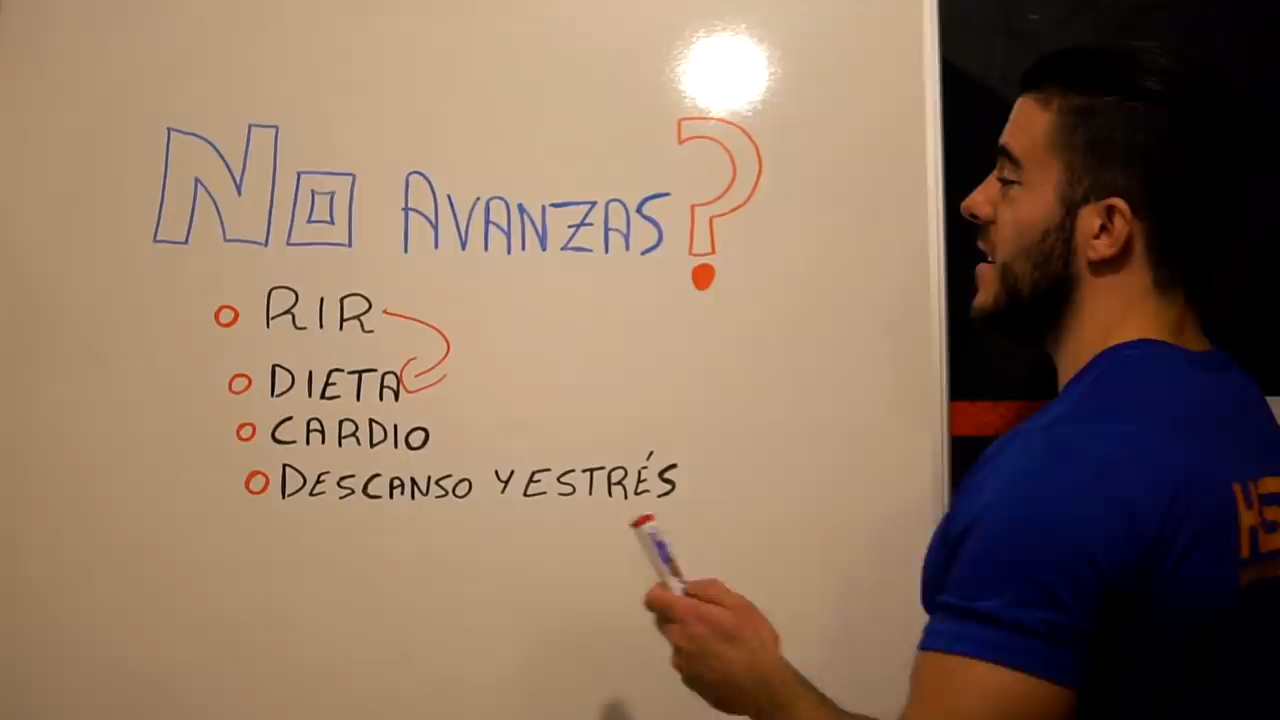 No AVANZAS?
RIR
DIETA
CARDIO
DESCANSO Y ESTRÉS